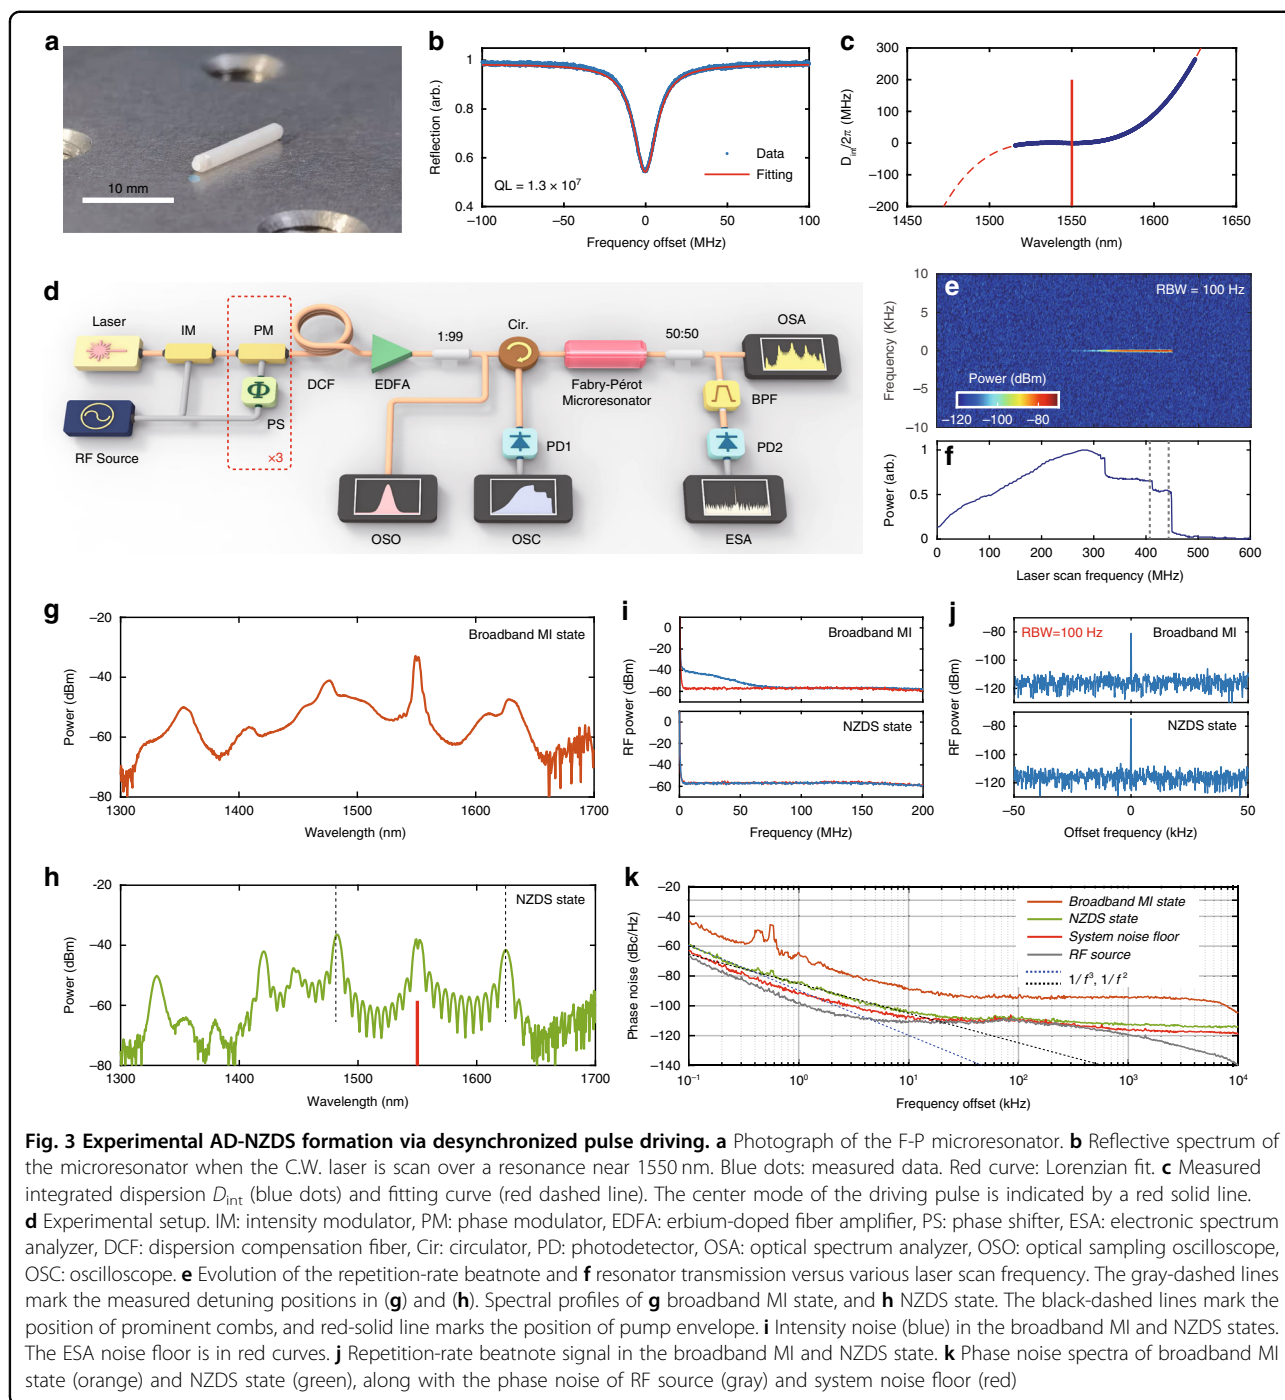 a
10 mm
b
Reflection (arb.)
1
0.8
0.6
0.4
QL = 1.3 × 10⁷
Data
Fitting
−100
−50
0
50
100
Frequency offset (MHz)
c
D_int/2π (MHz)
300
200
100
0
−100
−200
1450
1500
1550
1600
1650
Wavelength (nm)
d
Laser
IM
PM
1:99
Cir.
50:50
OSA
DCF
EDFA
Fabry-Pérot
Microresonator
BPF
Φ
PS
RF Source
×3
PD1
PD2
OSO
OSC
ESA
e
RBW = 100 Hz
Frequency (KHz)
10
5
0
−5
−10
Power (dBm)
−120
−100
−80
f
Power (arb.)
1
0.5
0
0
100
200
300
400
500
600
Laser scan frequency (MHz)
g
Broadband MI state
Power (dBm)
−20
−40
−60
−80
1300
1400
1500
1600
1700
Wavelength (nm)
h
NZDS state
Power (dBm)
-20
−40
−60
−80
1300
1400
1500
1600
1700
Wavelength (nm)
i
Broadband MI
RF power (dBm)
0
−20
−40
−60
NZDS state
0
−20
−40
−60
0
50
100
150
200
Frequency (MHz)
j
RBW=100 Hz
Broadband MI
RF power (dBm)
−80
−100
−120
NZDS state
−80
−100
−120
−50
0
50
Offset frequency (kHz)
k
Phase noise (dBc/Hz)
−20
−40
−60
−80
−100
−120
−140
Broadband MI state
NZDS state
System noise floor
RF source
1/f³, 1/f²
10⁻¹
10⁰
10¹
10²
10³
10⁴
Frequency offset (kHz)
Fig. 3 Experimental AD-NZDS formation via desynchronized pulse driving. a Photograph of the F-P microresonator. b Reflective spectrum of
the microresonator when the C.W. laser is scan over a resonance near 1550 nm. Blue dots: measured data. Red curve: Lorenzian fit. c Measured
integrated dispersion D_int (blue dots) and fitting curve (red dashed line). The center mode of the driving pulse is indicated by a red solid line.
d Experimental setup. IM: intensity modulator, PM: phase modulator, EDFA: erbium-doped fiber amplifier, PS: phase shifter, ESA: electronic spectrum
analyzer, DCF: dispersion compensation fiber, Cir: circulator, PD: photodetector, OSA: optical spectrum analyzer, OSO: optical sampling oscilloscope,
OSC: oscilloscope. e Evolution of the repetition-rate beatnote and f resonator transmission versus various laser scan frequency. The gray-dashed lines
mark the measured detuning positions in (g) and (h). Spectral profiles of g broadband MI state, and h NZDS state. The black-dashed lines mark the
position of prominent combs, and red-solid line marks the position of pump envelope. i Intensity noise (blue) in the broadband MI and NZDS states.
The ESA noise floor is in red curves. j Repetition-rate beatnote signal in the broadband MI and NZDS state. k Phase noise spectra of broadband MI
state (orange) and NZDS state (green), along with the phase noise of RF source (gray) and system noise floor (red)